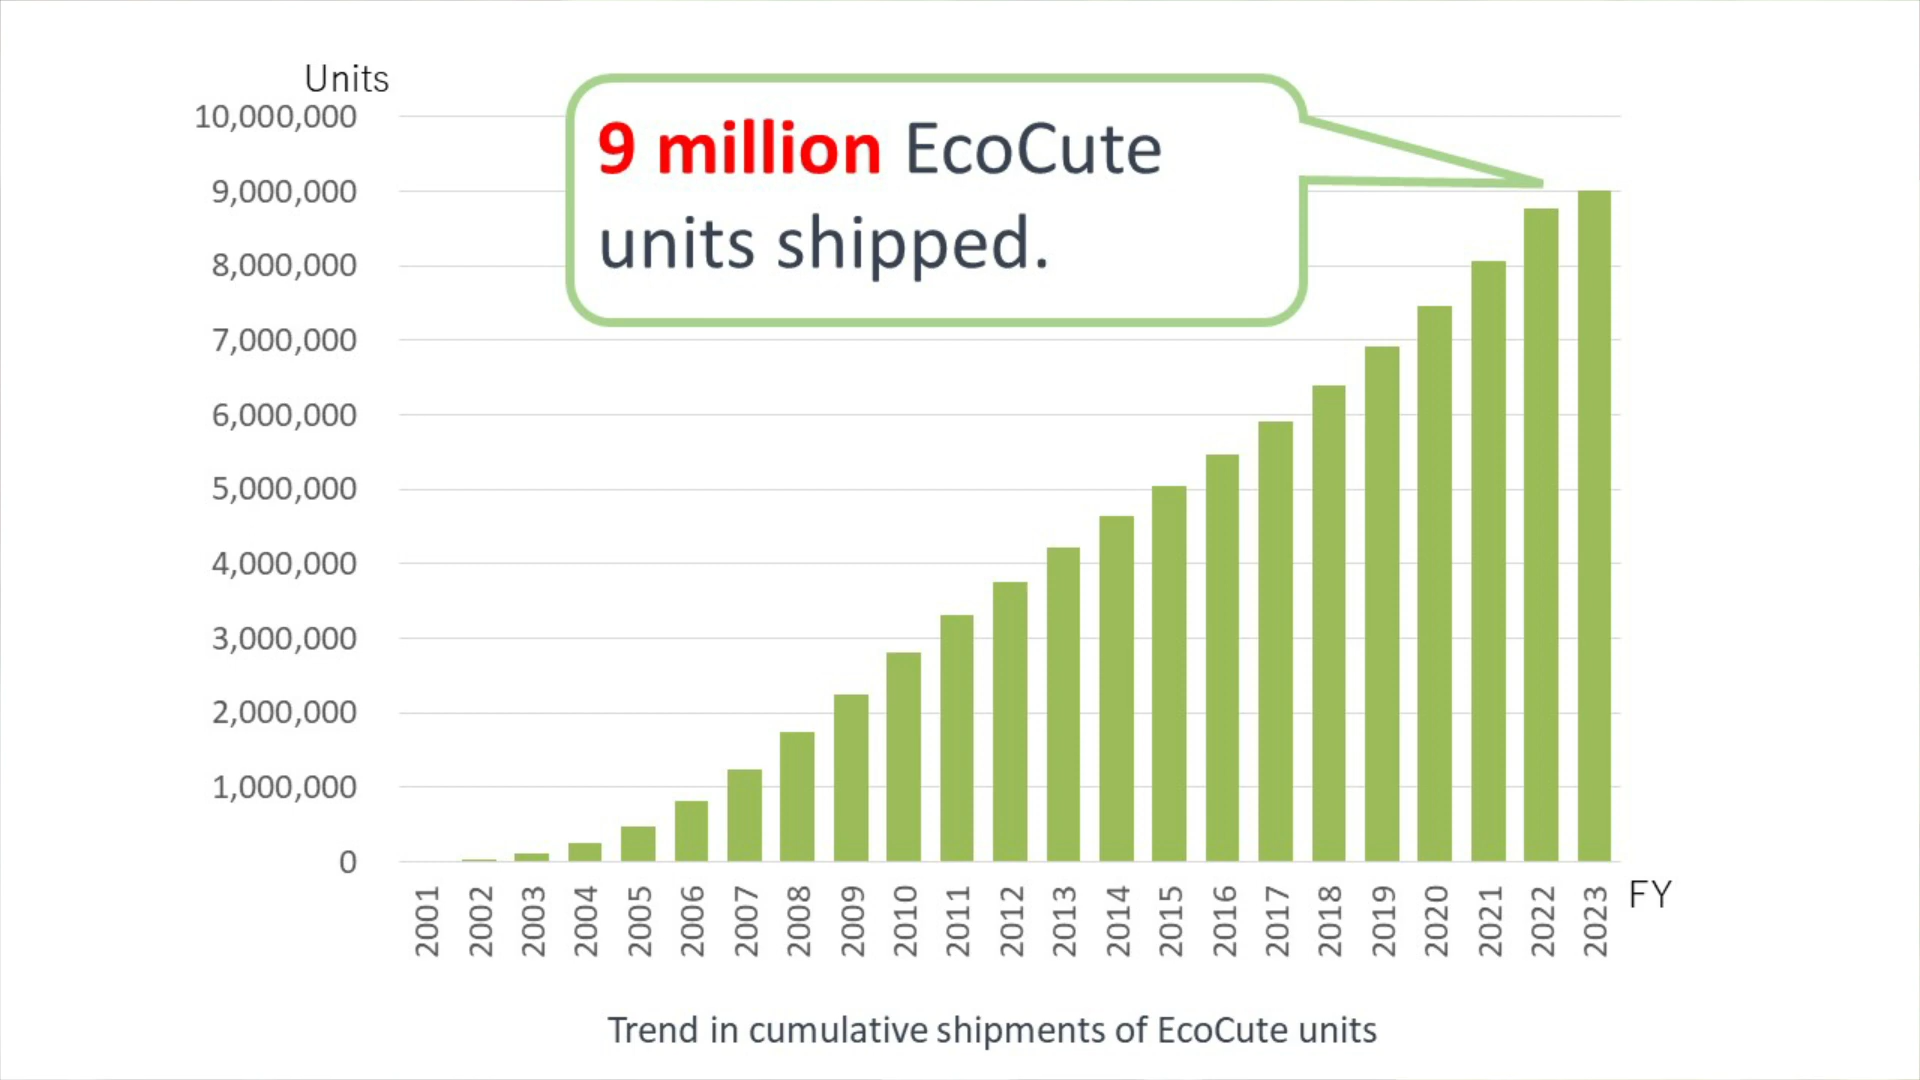 Units
10,000,000
9,000,000
8,000,000
7,000,000
6,000,000
5,000,000
4,000,000
3,000,000
2,000,000
1,000,000
0
9 million EcoCute
units shipped.
2001 2002 2003 2004 2005 2006 2007 2008 2009 2010 2011 2012 2013 2014 2015 2016 2017 2018 2019 2020 2021 2022 2023 FY
Trend in cumulative shipments of EcoCute units